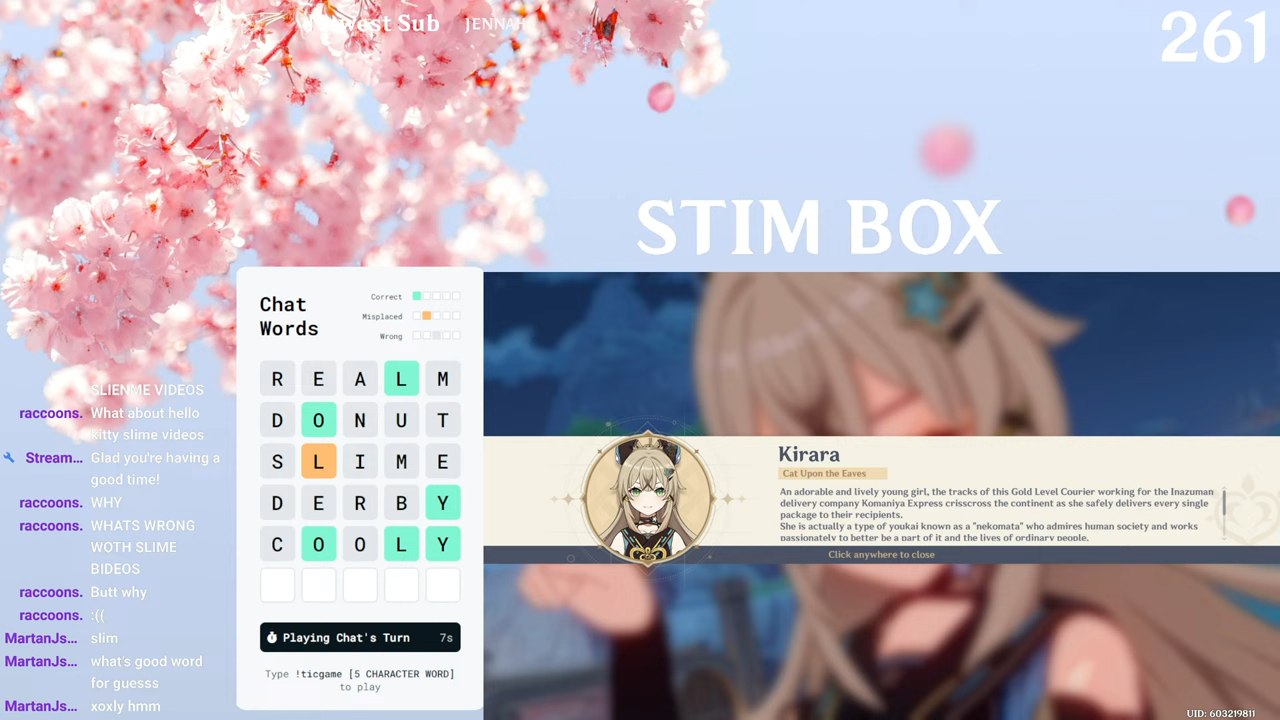 Newest Sub JENNAH
261
STIM BOX
Chat
Words
Correct
Misplaced
Wrong
R E A L M
D O N U T
S L I M E
D E R B Y
C O O L Y
Playing Chat's Turn 7s
Type !ticgame [5 CHARACTER WORD]
to play
SLIENME VIDEOS
raccoons. What about hello
kitty slime videos
Stream... Glad you're having a
good time!
raccoons. WHY
raccoons. WHATS WRONG
WOTH SLIME
BIDEOS
raccoons. Butt why
raccoons. :((
MartanJs... slim
MartanJs... what's good word
for guesss
MartanJs... xoxly hmm
Kirara
Cat Upon the Eaves
An adorable and lively young girl, the tracks of this Gold Level Courier working for the Inazuman
delivery company Komaniya Express crisscross the continent as she safely delivers every single
package to their recipients.
She is actually a type of youkai known as a "nekomata" who admires human society and works
passionately to better be a part of it and the lives of ordinary people.
Click anywhere to close
UID: 603219811